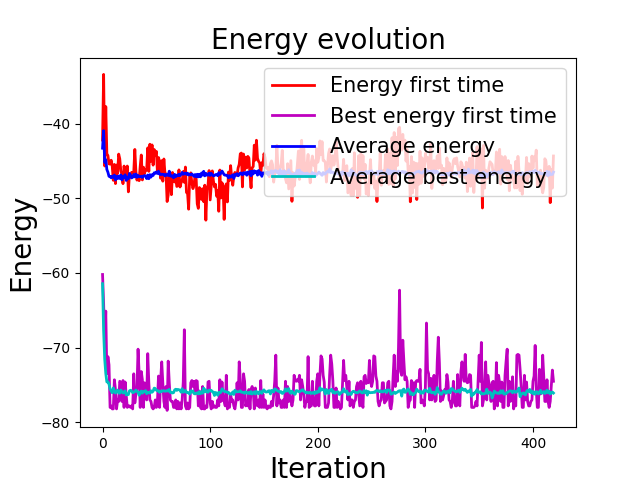 Energy evolution
Energy first time
Best energy first time
Average energy
Average best energy
Energy
−40
−50
−60
−70
−80
0 100 200 300 400
Iteration